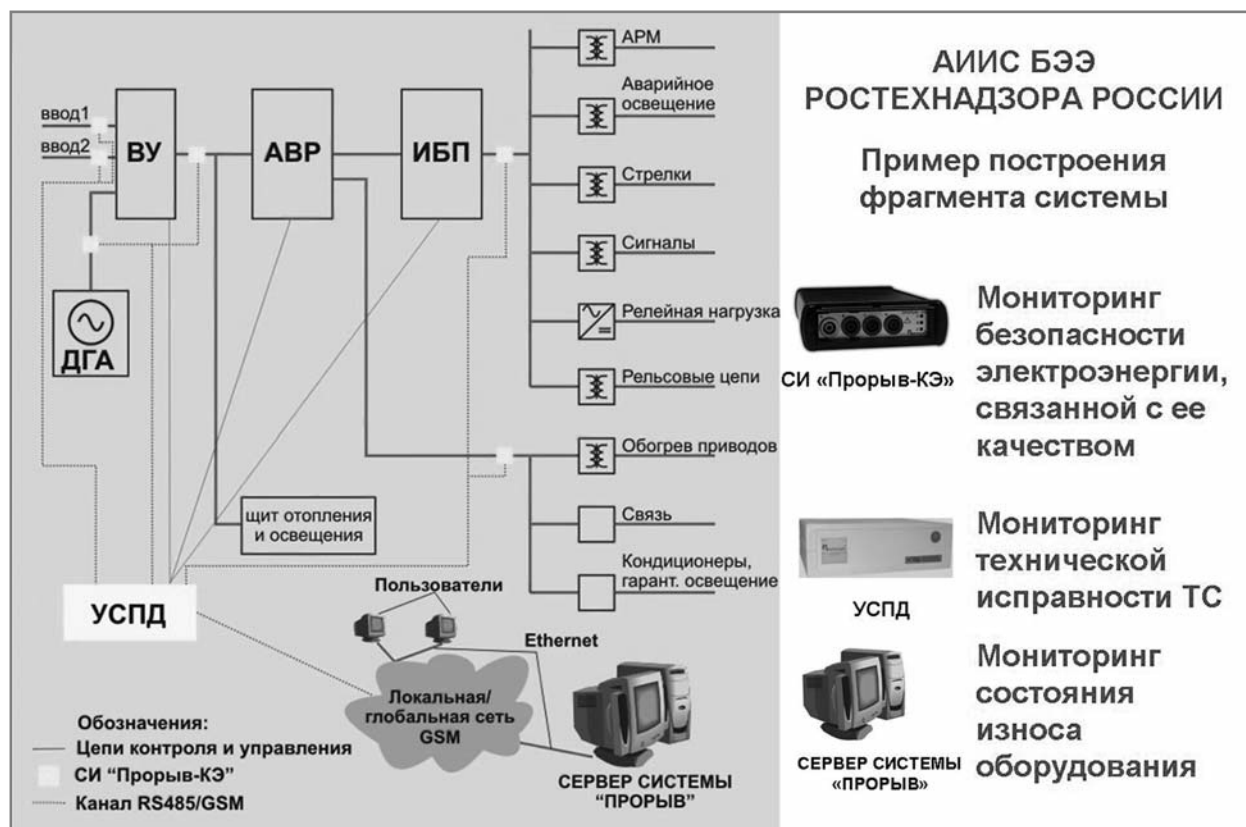 АРМ
Аварийное
освещение
ввод1
ввод2
ВУ
АВР
ИБП
Стрелки
Сигналы
Релейная нагрузка
ДГА
Рельсовые цепи
Обогрев приводов
щит отопления
и освещения
Связь
Кондиционеры,
гарант. освещение
УСПД
Пользователи
Ethernet
Локальная/
глобальная сеть
GSM
СЕРВЕР СИСТЕМЫ
“ПРОРЫВ”
Обозначения:
Цепи контроля и управления
СИ “Прорыв-КЭ”
Канал RS485/GSM
АИИС БЭЭ
РОСТЕХНАДЗОРА РОССИИ
Пример построения
фрагмента системы
СИ «Прорыв-КЭ»
Мониторинг
безопасности
электроэнергии,
связанной с ее
качеством
УСПД
Мониторинг
технической
исправности ТС
СЕРВЕР СИСТЕМЫ
«ПРОРЫВ»
Мониторинг
состояния
износа
оборудования